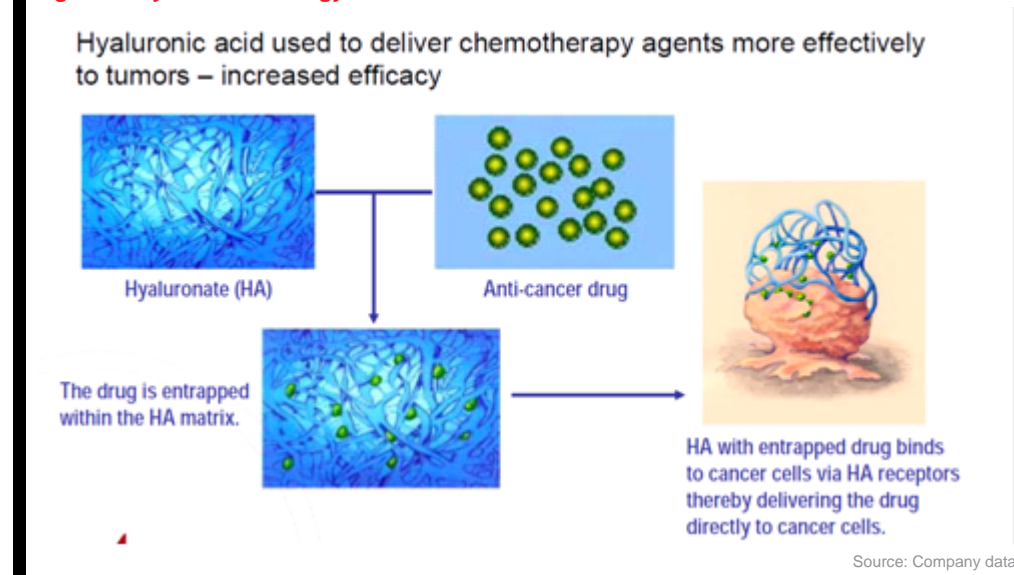 Hyaluronic acid used to deliver chemotherapy agents more effectively
to tumors – increased efficacy
Hyaluronate (HA)
Anti-cancer drug
The drug is entrapped
within the HA matrix.
HA with entrapped drug binds
to cancer cells via HA receptors
thereby delivering the drug
directly to cancer cells.
Source: Company data